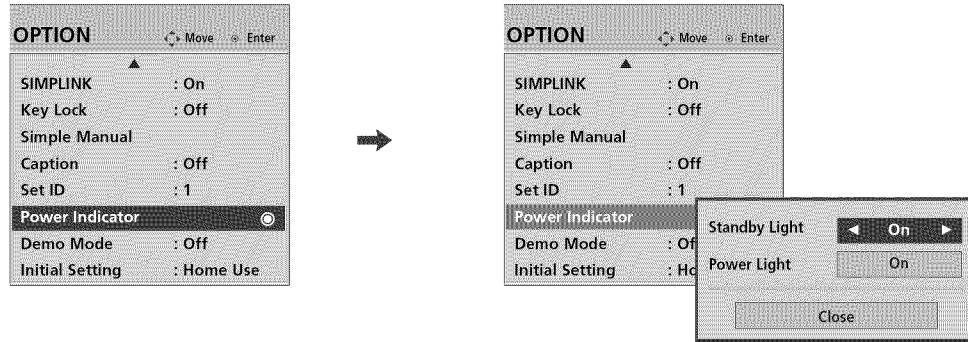 OPTION Move Enter
SIMPLINK : On
Key Lock : Off
Simple Manual
Caption : Off
Set ID : 1
Power Indicator
Demo Mode : Off
Initial Setting : Home Use
OPTION Move Enter
SIMPLINK : On
Key Lock : Off
Simple Manual
Caption : Off
Set ID : 1
Power Indicator
Demo Mode : Of
Initial Setting : Ho
Standby Light ◄ On ►
Power Light On
Close